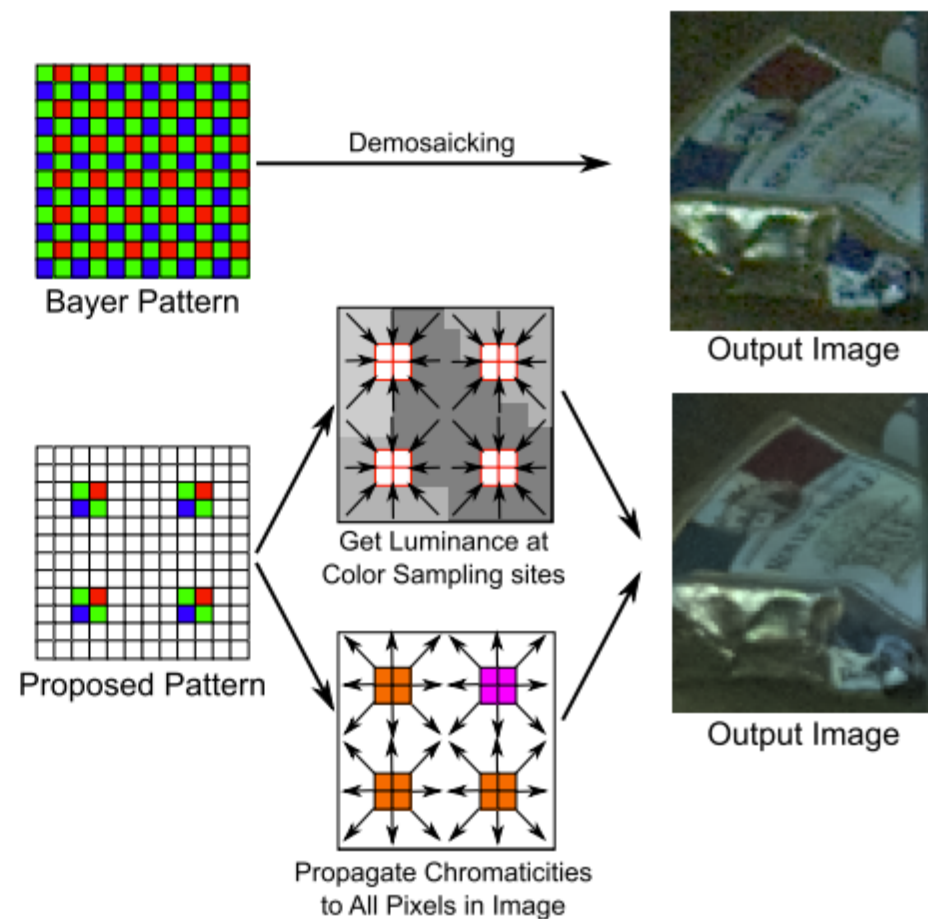 Demosaicking
Bayer Pattern
Output Image
Get Luminance at
Color Sampling sites
Proposed Pattern
Output Image
Propagate Chromaticities
to All Pixels in Image